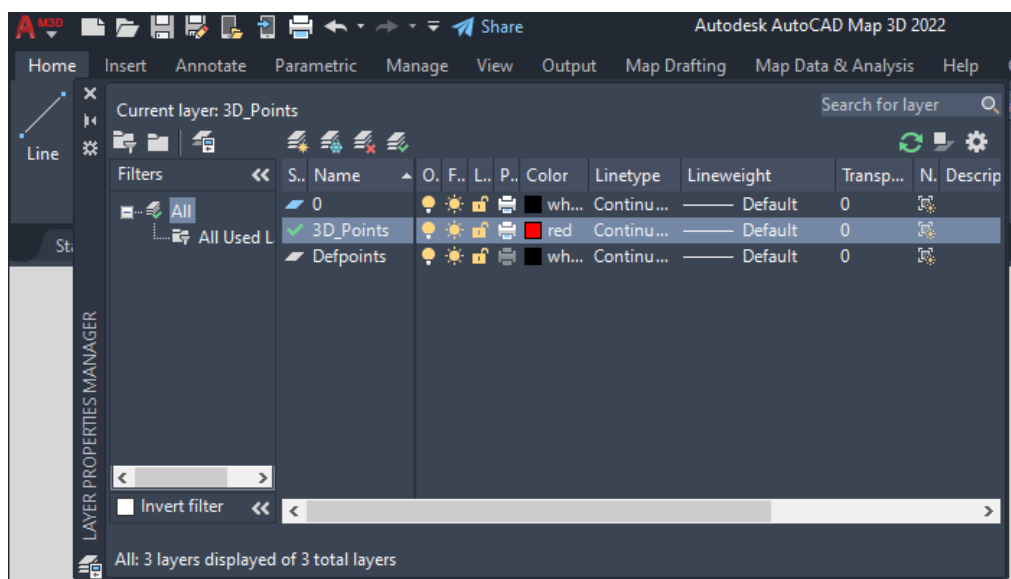 A M3D Share Autodesk AutoCAD Map 3D 2022
Home Insert Annotate Parametric Manage View Output Map Drafting Map Data & Analysis Help
Current layer: 3D_Points Search for layer
Line
Filters S.. Name O. F.. L.. P.. Color Linetype Lineweight Transp... N. Descrip
All 0 wh... Continu... Default 0
All Used L 3D_Points red Continu... Default 0
Sta Defpoints wh... Continu... Default 0
LAYER PROPERTIES MANAGER
Invert filter
All: 3 layers displayed of 3 total layers